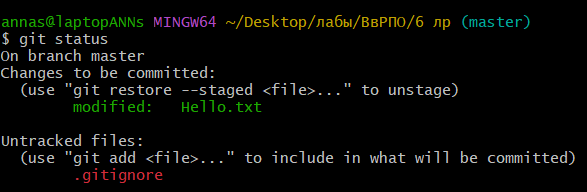 annas@laptopANNs MINGW64 ~/Desktop/лабы/ВвРПО/6 лр (master)
$ git status
On branch master
Changes to be committed:
  (use "git restore --staged <file>..." to unstage)
        modified:   Hello.txt

Untracked files:
  (use "git add <file>..." to include in what will be committed)
        .gitignore